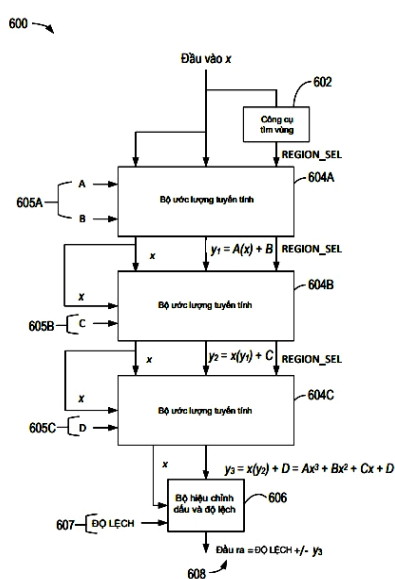 600
Đầu vào x
602
Công cụ
tìm vùng
REGION_SEL
604A
605A
A
B
Bộ ước lượng tuyến tính
x
y₁ = A(x) + B
REGION_SEL
604B
x
605B
C
Bộ ước lượng tuyến tính
x
y₂ = x(y₁) + C
REGION_SEL
604C
x
605C
D
Bộ ước lượng tuyến tính
x
y₃ = x(y₂) + D = Ax³ + Bx² + Cx + D
Bộ hiệu chỉnh
dấu và độ lệch
606
607
ĐỘ LỆCH
Đầu ra = ĐỘ LỆCH +/- y₃
608